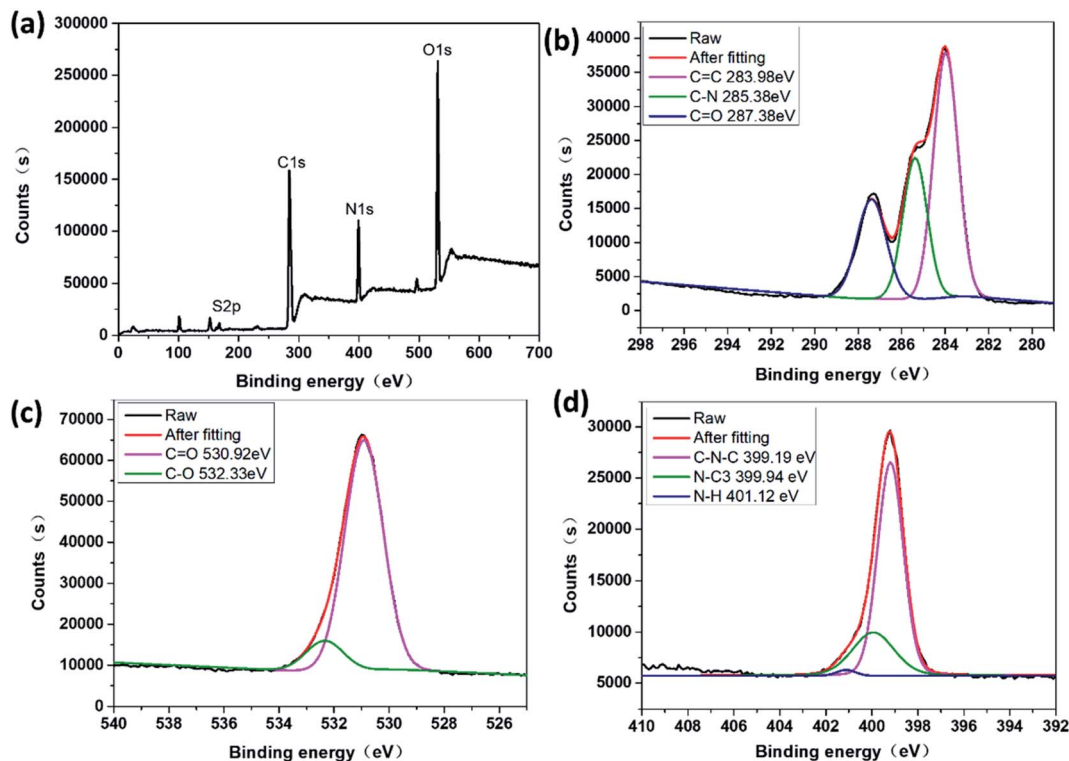 (a)
300000
250000
200000
150000
100000
50000
0
Counts（s）
O1s
C1s
N1s
S2p
0 100 200 300 400 500 600 700
Binding energy（eV）
(b)
40000
35000
30000
25000
20000
15000
10000
5000
0
Counts（s）
Raw
After fitting
C=C 283.98eV
C-N 285.38eV
C=O 287.38eV
298 296 294 292 290 288 286 284 282 280
Binding energy（eV）
(c)
70000
60000
50000
40000
30000
20000
10000
0
Counts（s）
Raw
After fitting
C=O 530.92eV
C-O 532.33eV
540 538 536 534 532 530 528 526
Binding energy（eV）
(d)
30000
25000
20000
15000
10000
5000
Counts（s）
Raw
After fitting
C-N-C 399.19 eV
N-C3 399.94 eV
N-H 401.12 eV
410 408 406 404 402 400 398 396 394 392
Binding energy（eV）